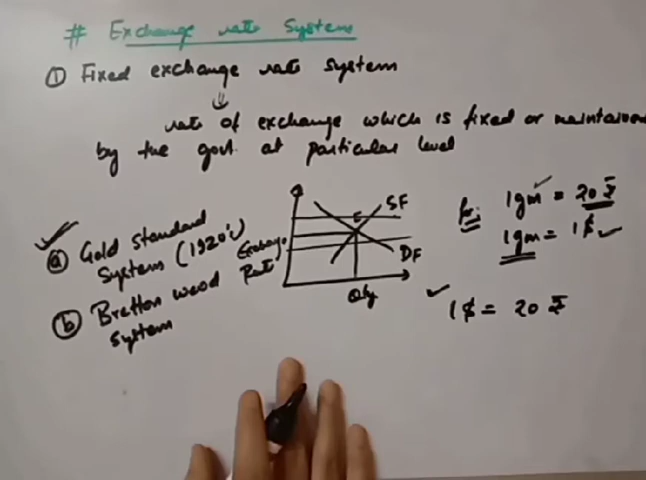 # Exchange rate System
① Fixed exchange rate system
rate of exchange which is fixed or maintained
by the govt at particular level
ⓐ Gold standard
System (1920's)
ⓑ Bretton wood
system
SF
E
DF
Rate
Qty
1gm = 20 ₹
1gm = 1$
1$ = 20 ₹